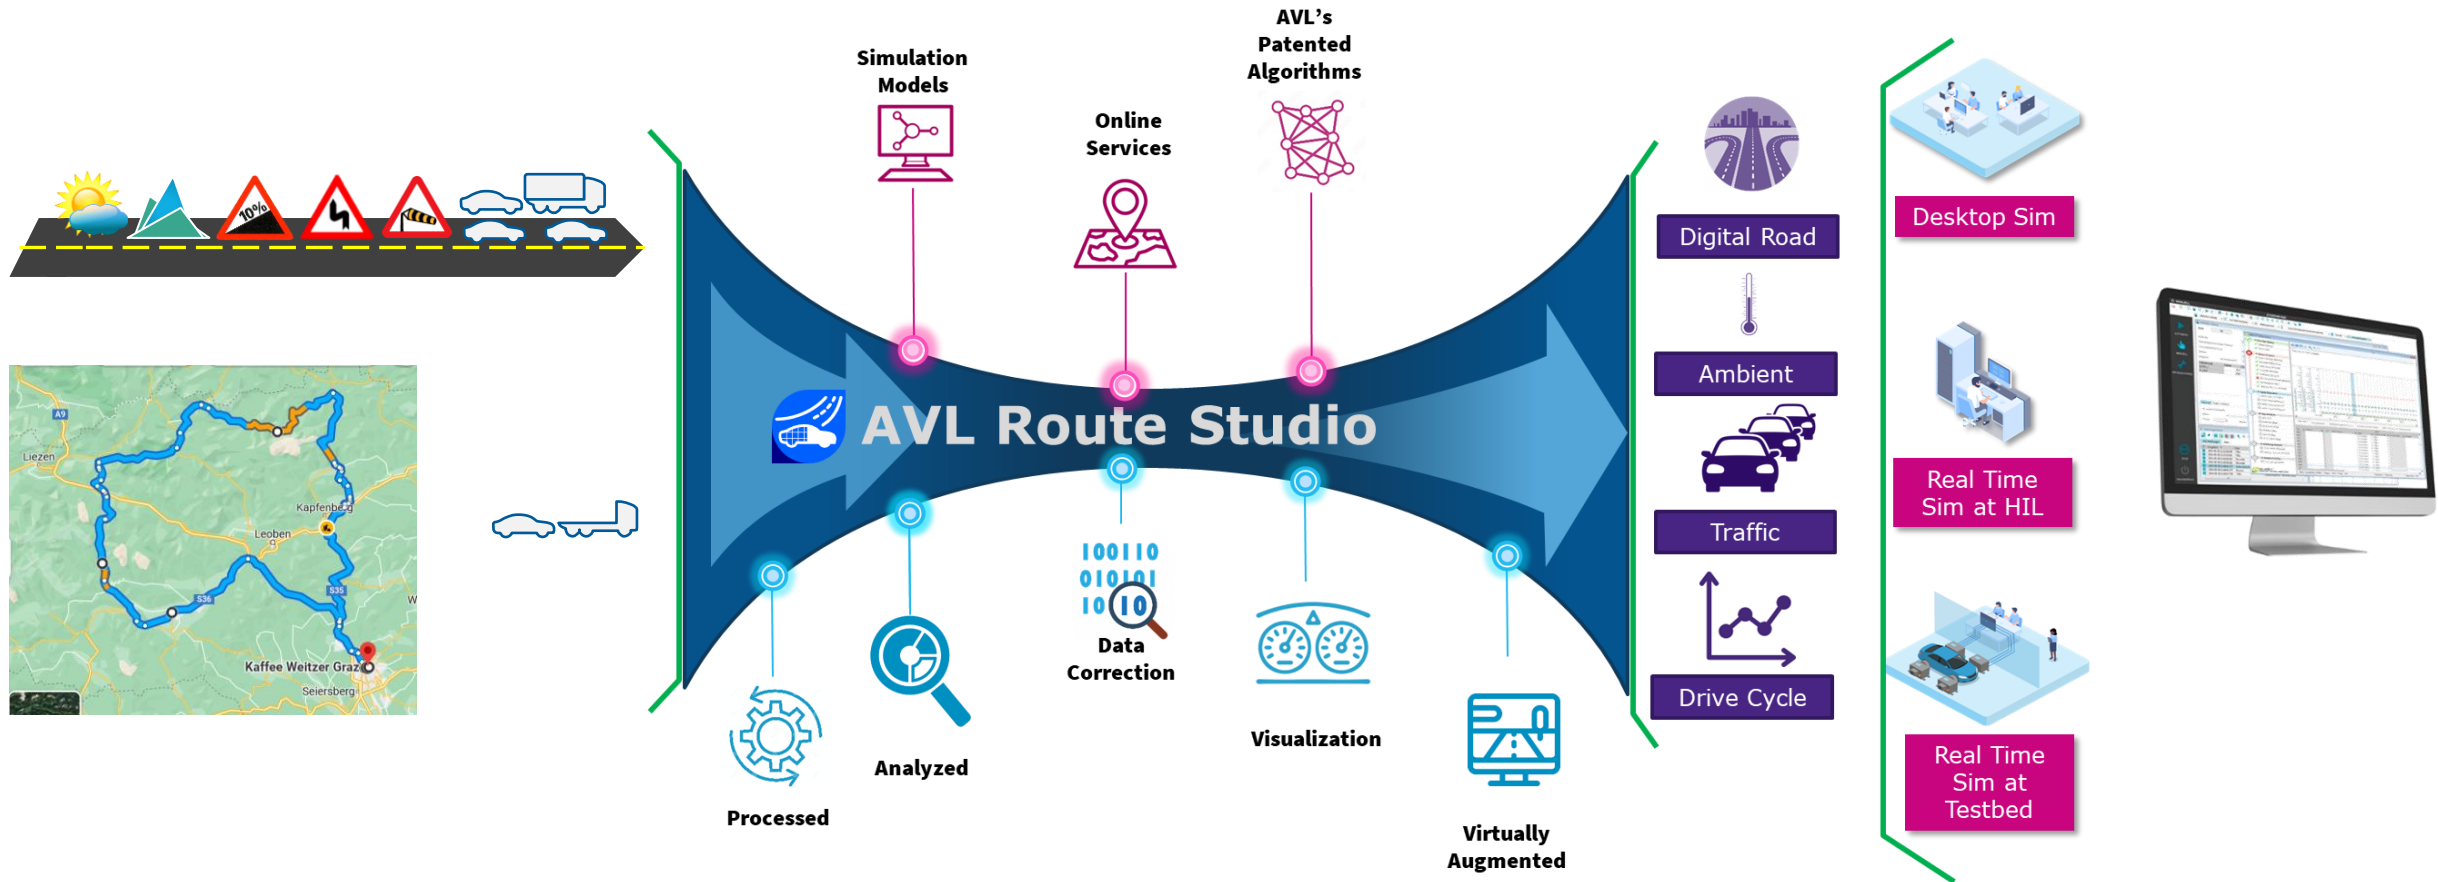 AVL's
Patented
Algorithms
Simulation
Models
Online
Services
10%
Digital Road
Desktop Sim
Ambient
A9
Liezen
Kapfenberg
Leoben
S36
S35
W
Kaffee Weitzer Graz
Seiersberg
AVL Route Studio
Traffic
Real Time
Sim at HIL
100110
010101
10 10
Data
Correction
Drive Cycle
Visualization
Analyzed
Processed
Virtually
Augmented
Real Time
Sim at
Testbed